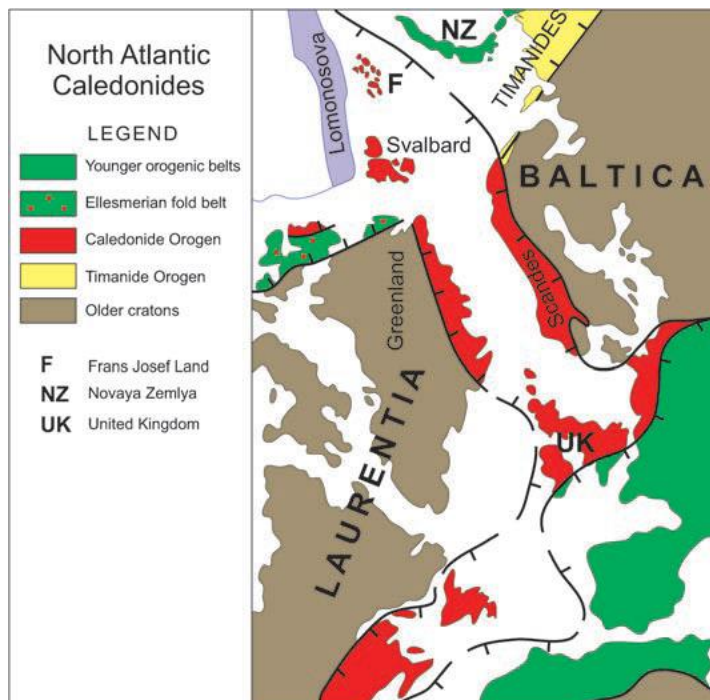 North Atlantic
Caledonides
LEGEND
Younger orogenic belts
Ellesmerian fold belt
Caledonide Orogen
Timanide Orogen
Older cratons
F Frans Josef Land
NZ Novaya Zemlya
UK United Kingdom
Lomonosova
NZ
TIMANIDES
F
Svalbard
BALTICA
Greenland
Scandes
LAURENTIA
UK